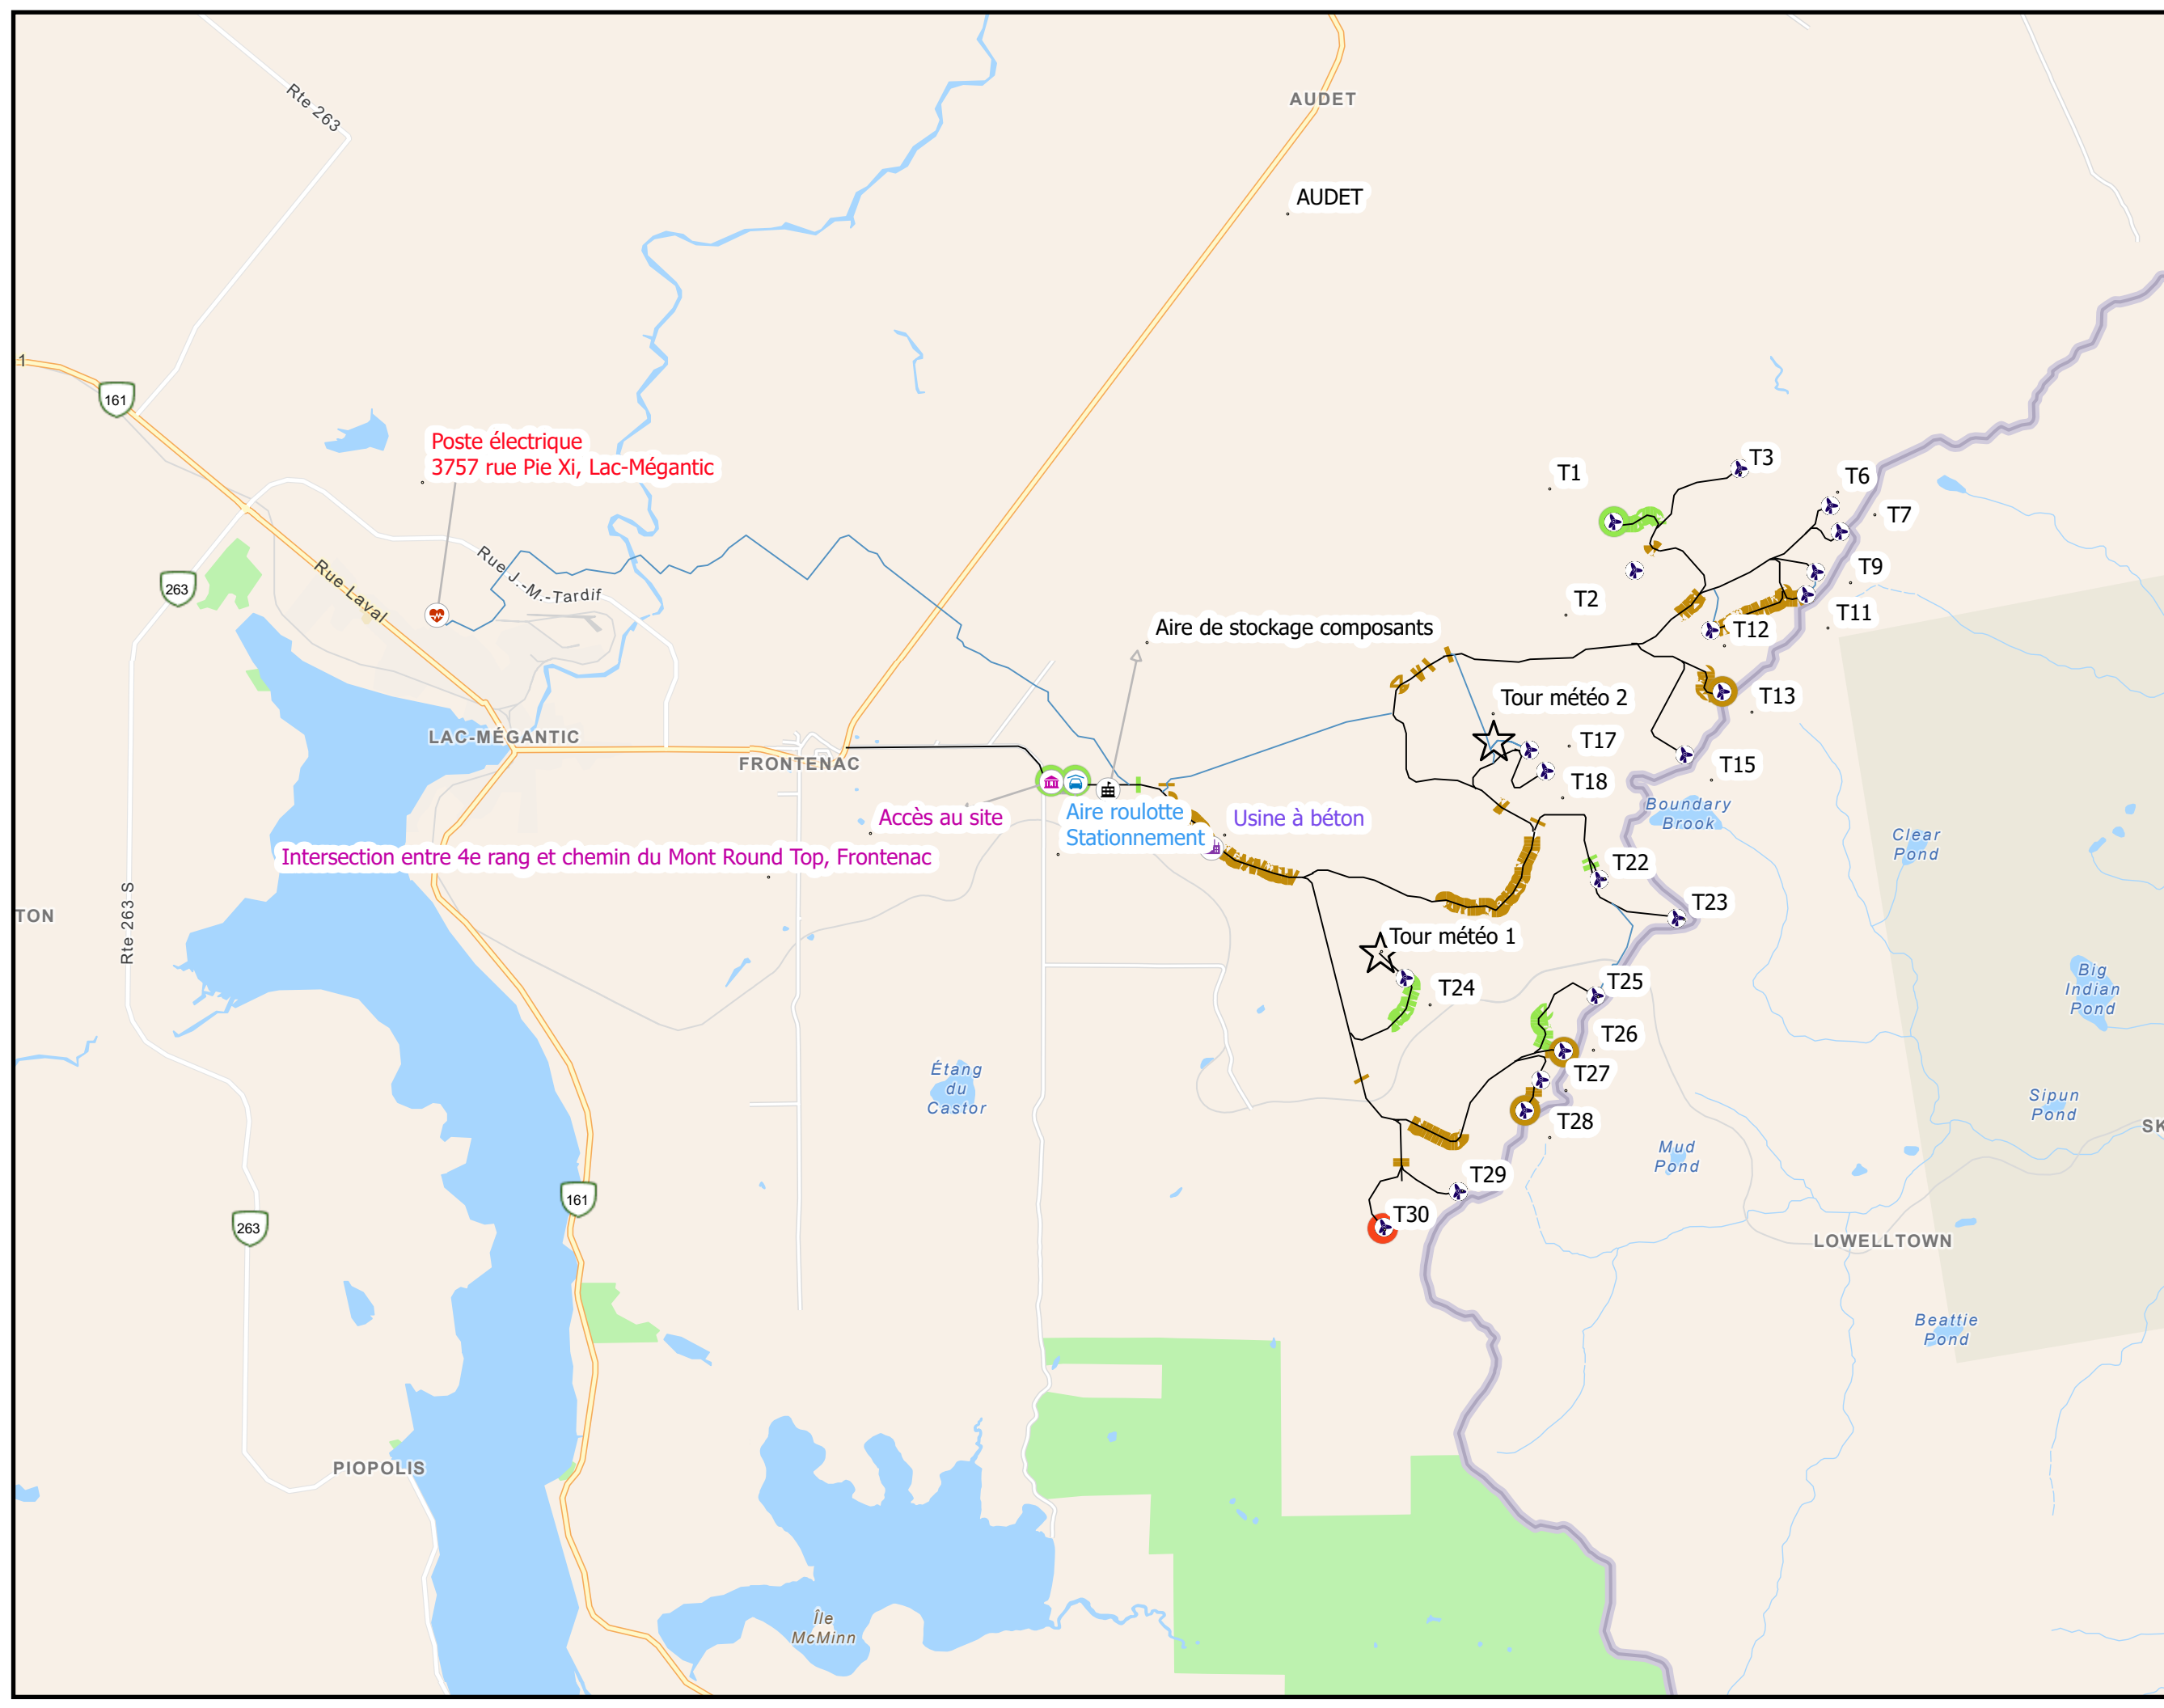 Rte 263
AUDET
AUDET
1
161
Poste électrique
3757 rue Pie Xi, Lac-Mégantic
T3
T1
T6
T7
263
Rue Laval
Rue J.-M.-Tardif
T9
T2
T11
Aire de stockage composants
T12
Tour météo 2
T13
LAC-MÉGANTIC
FRONTENAC
T17
T15
T18
Accès au site
Aire roulotte
Stationnement
Usine à béton
Boundary
Brook
Clear
Pond
Intersection entre 4e rang et chemin du Mont Round Top, Frontenac
T22
TON
Rte 263 S
T23
Tour météo 1
T25
T24
Big
Indian
Pond
T26
Étang
du
Castor
T27
T28
Sipun
Pond
SK
Mud
Pond
T29
161
263
T30
LOWELLTOWN
Beattie
Pond
PIOPOLIS
Île
McMinn